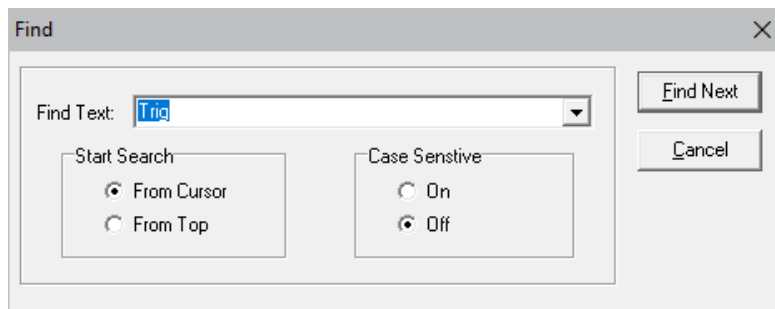 Find
Find Text: Trig
Find Next
Start Search
From Cursor
From Top
Case Senstive
On
Off
Cancel